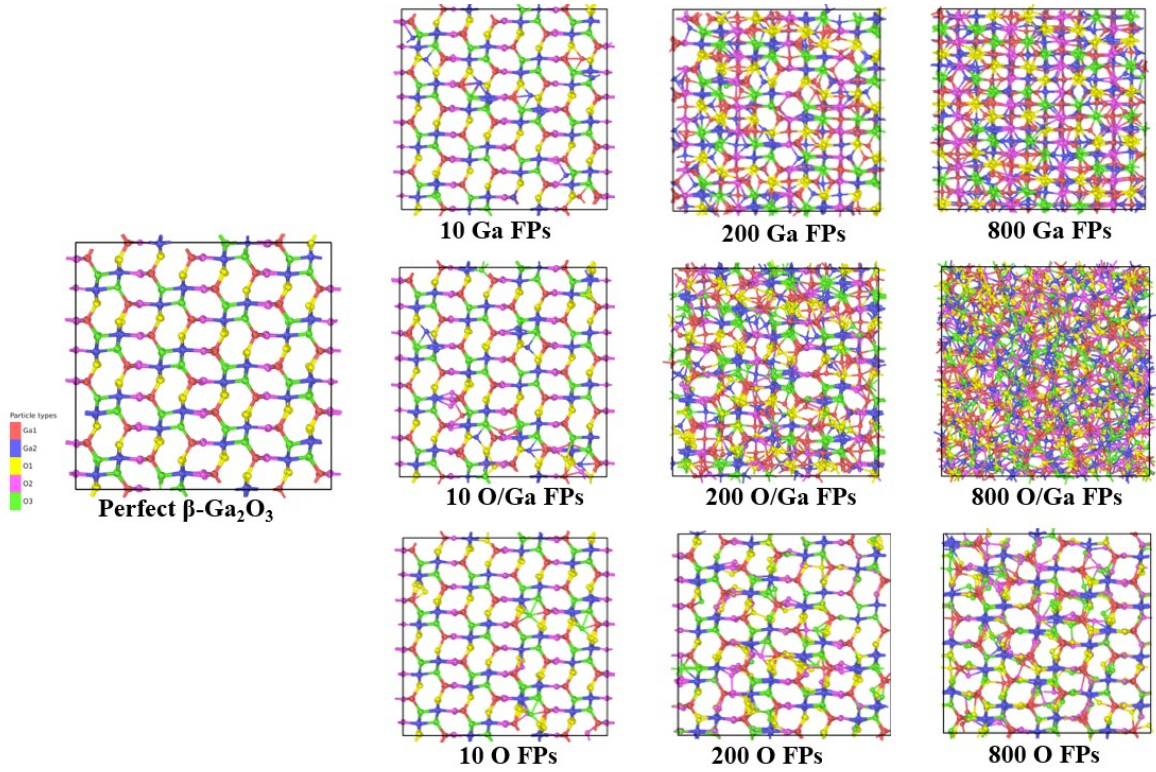 10 Ga FPs
200 Ga FPs
800 Ga FPs
Particle types
Ga1
Ga2
O1
O2
O3
Perfect β-Ga₂O₃
10 O/Ga FPs
200 O/Ga FPs
800 O/Ga FPs
10 O FPs
200 O FPs
800 O FPs